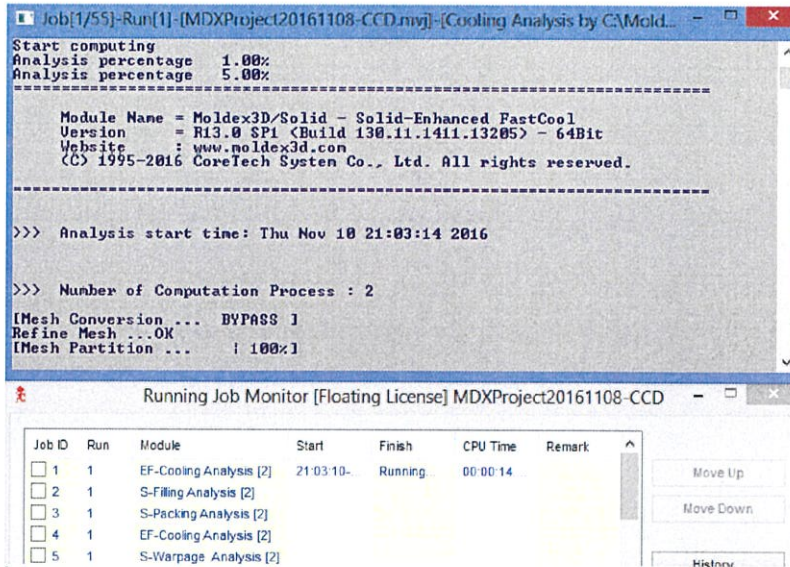 Job[1/55]-Run[1]-[MDXProject20161108-CCD.mvj]-[Cooling Analysis by C:\Mold...
Start computing
Analysis percentage 1.00%
Analysis percentage 5.00%
Module Name = Moldex3D/Solid - Solid-Enhanced FastCool
Version = R13.0 SP1 (Build 130.11.1411.13205) - 64Bit
Website : www.moldex3d.com
(C) 1995-2016 CoreTech System Co., Ltd. All rights reserved.
>>> Analysis start time: Thu Nov 10 21:03:14 2016
>>> Number of Computation Process : 2
[Mesh Conversion ... BYPASS ]
Refine Mesh ...OK
[Mesh Partition ... | 100%]
Running Job Monitor [Floating License] MDXProject20161108-CCD
Job ID Run Module Start Finish CPU Time Remark
1 1 EF-Cooling Analysis [2] 21:03:10-... Running... 00:00:14...
2 1 S-Filling Analysis [2]
3 1 S-Packing Analysis [2]
4 1 EF-Cooling Analysis [2]
5 1 S-Warpage Analysis [2]
Move Up
Move Down
History